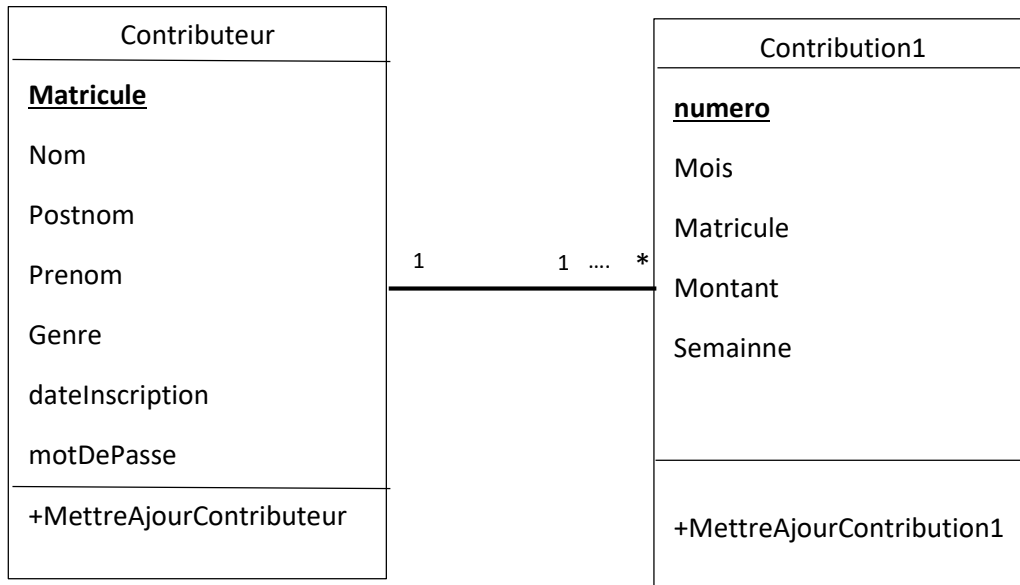 Contributeur
Matricule
Nom
Postnom
Prenom
Genre
dateInscription
motDePasse
+MettreAjourContributeur
1 1 .... *
Contribution1
numero
Mois
Matricule
Montant
Semainne
+MettreAjourContribution1